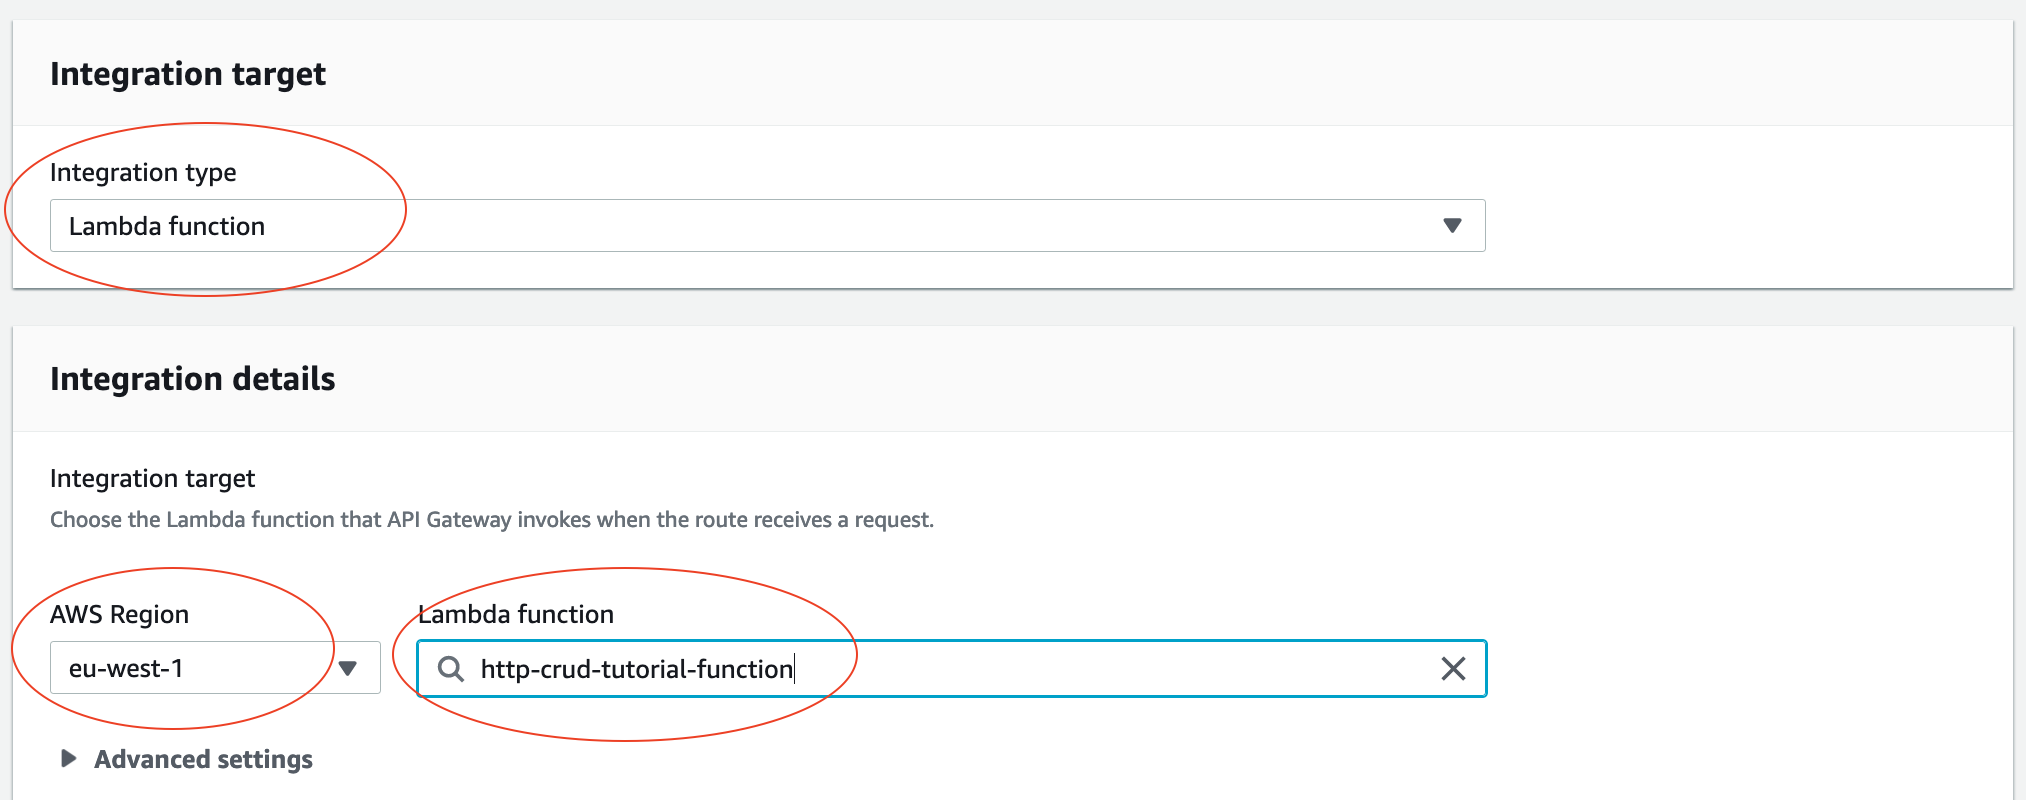 Integration target
Integration type
Lambda function
Integration details
Integration target
Choose the Lambda function that API Gateway invokes when the route receives a request.
AWS Region
Lambda function
eu-west-1
http-crud-tutorial-function
Advanced settings